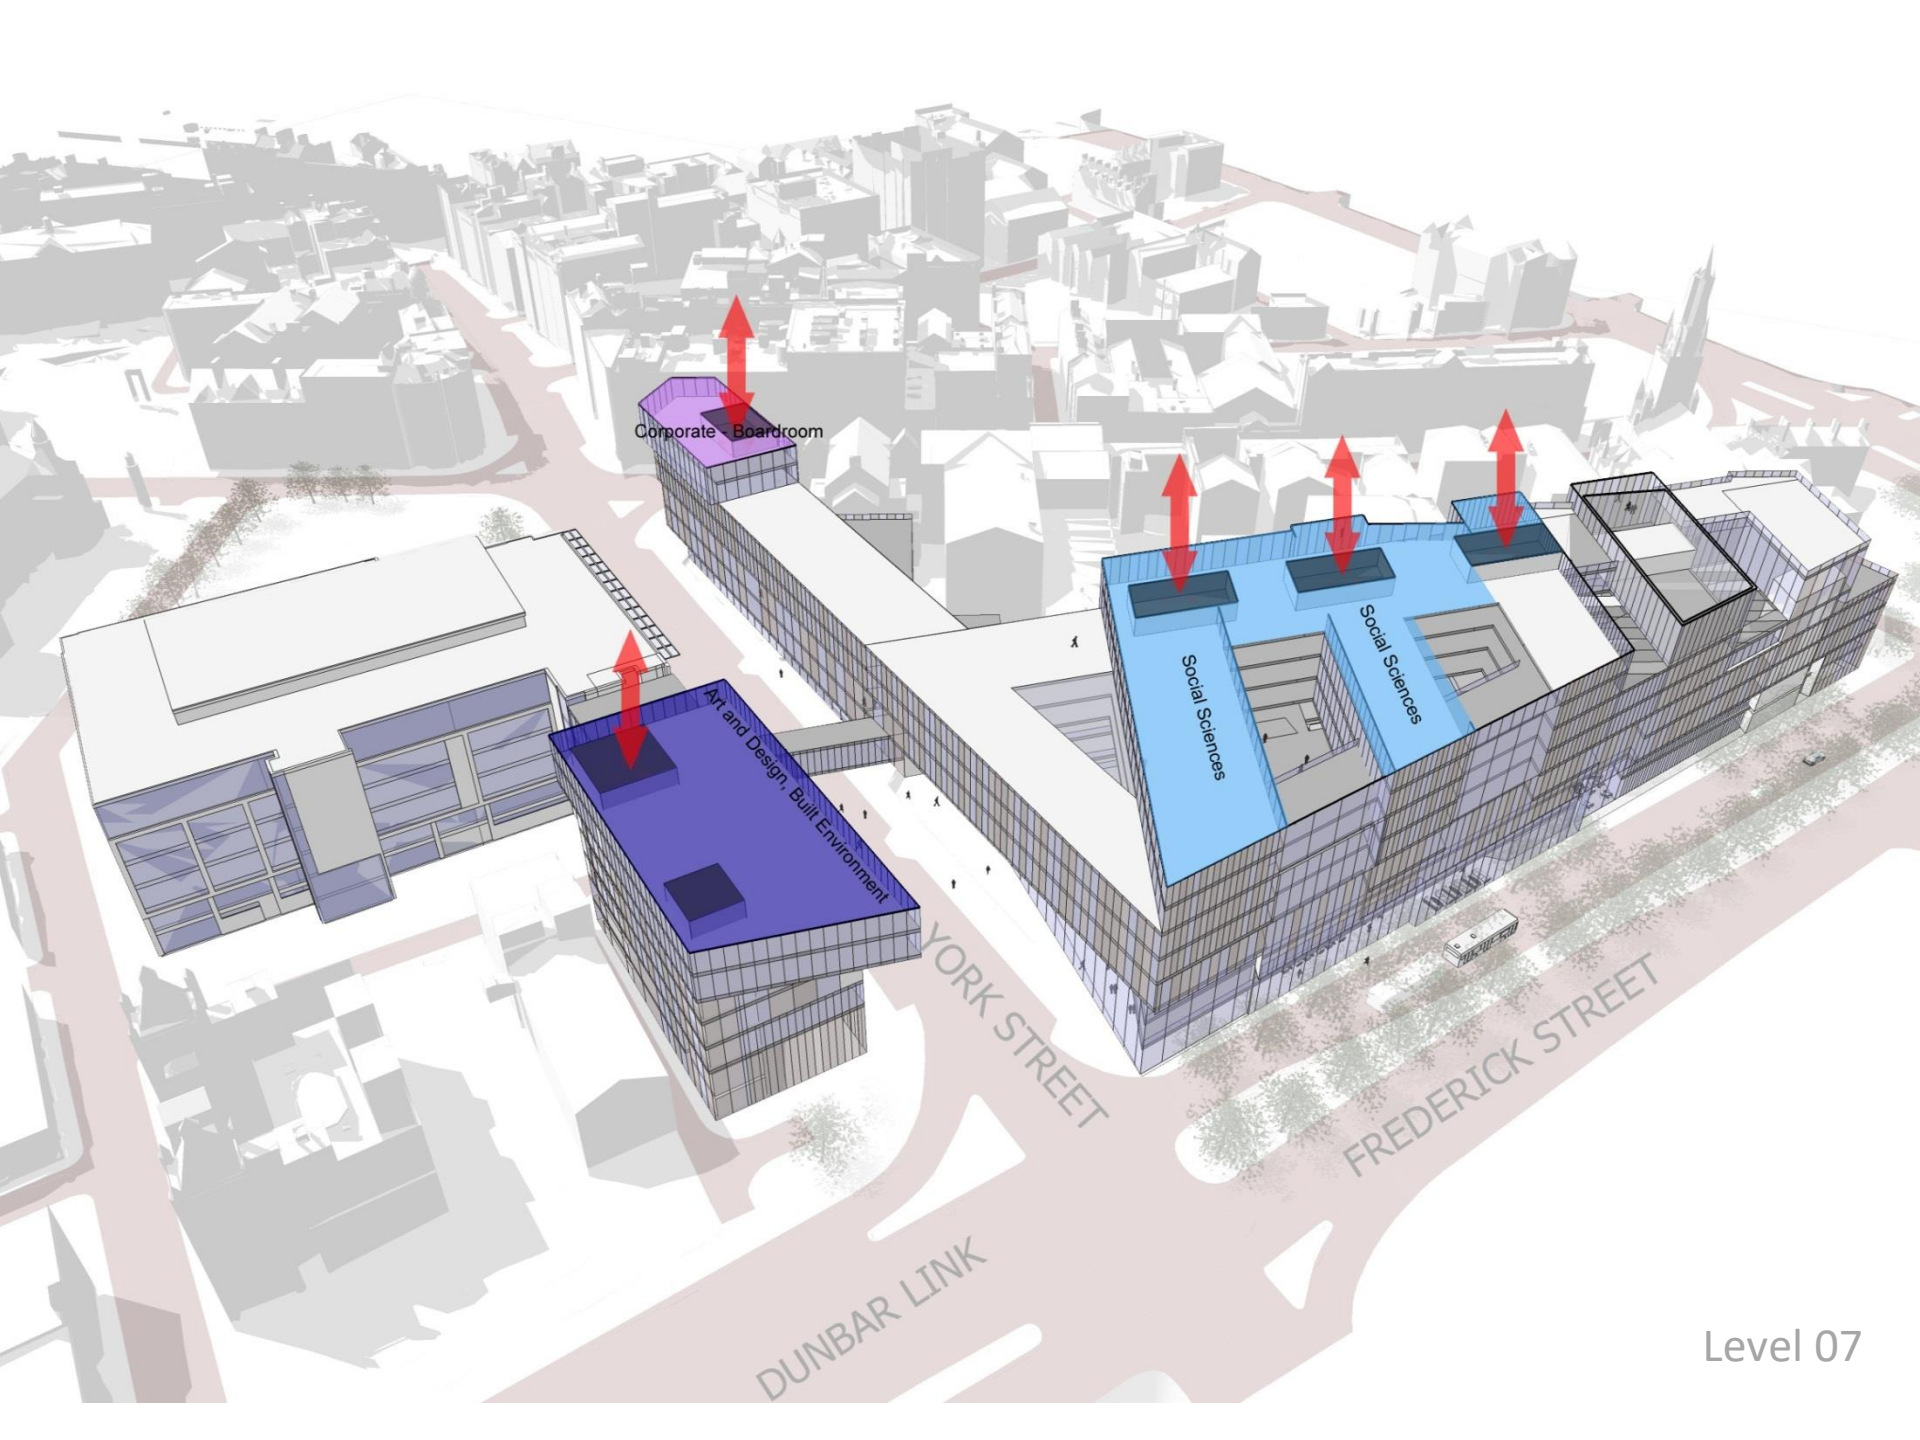 Corporate - Boardroom
Social Sciences
Social Sciences
Art and Design, Built Environment
YORK STREET
FREDERICK STREET
DUNBAR LINK
Level 07